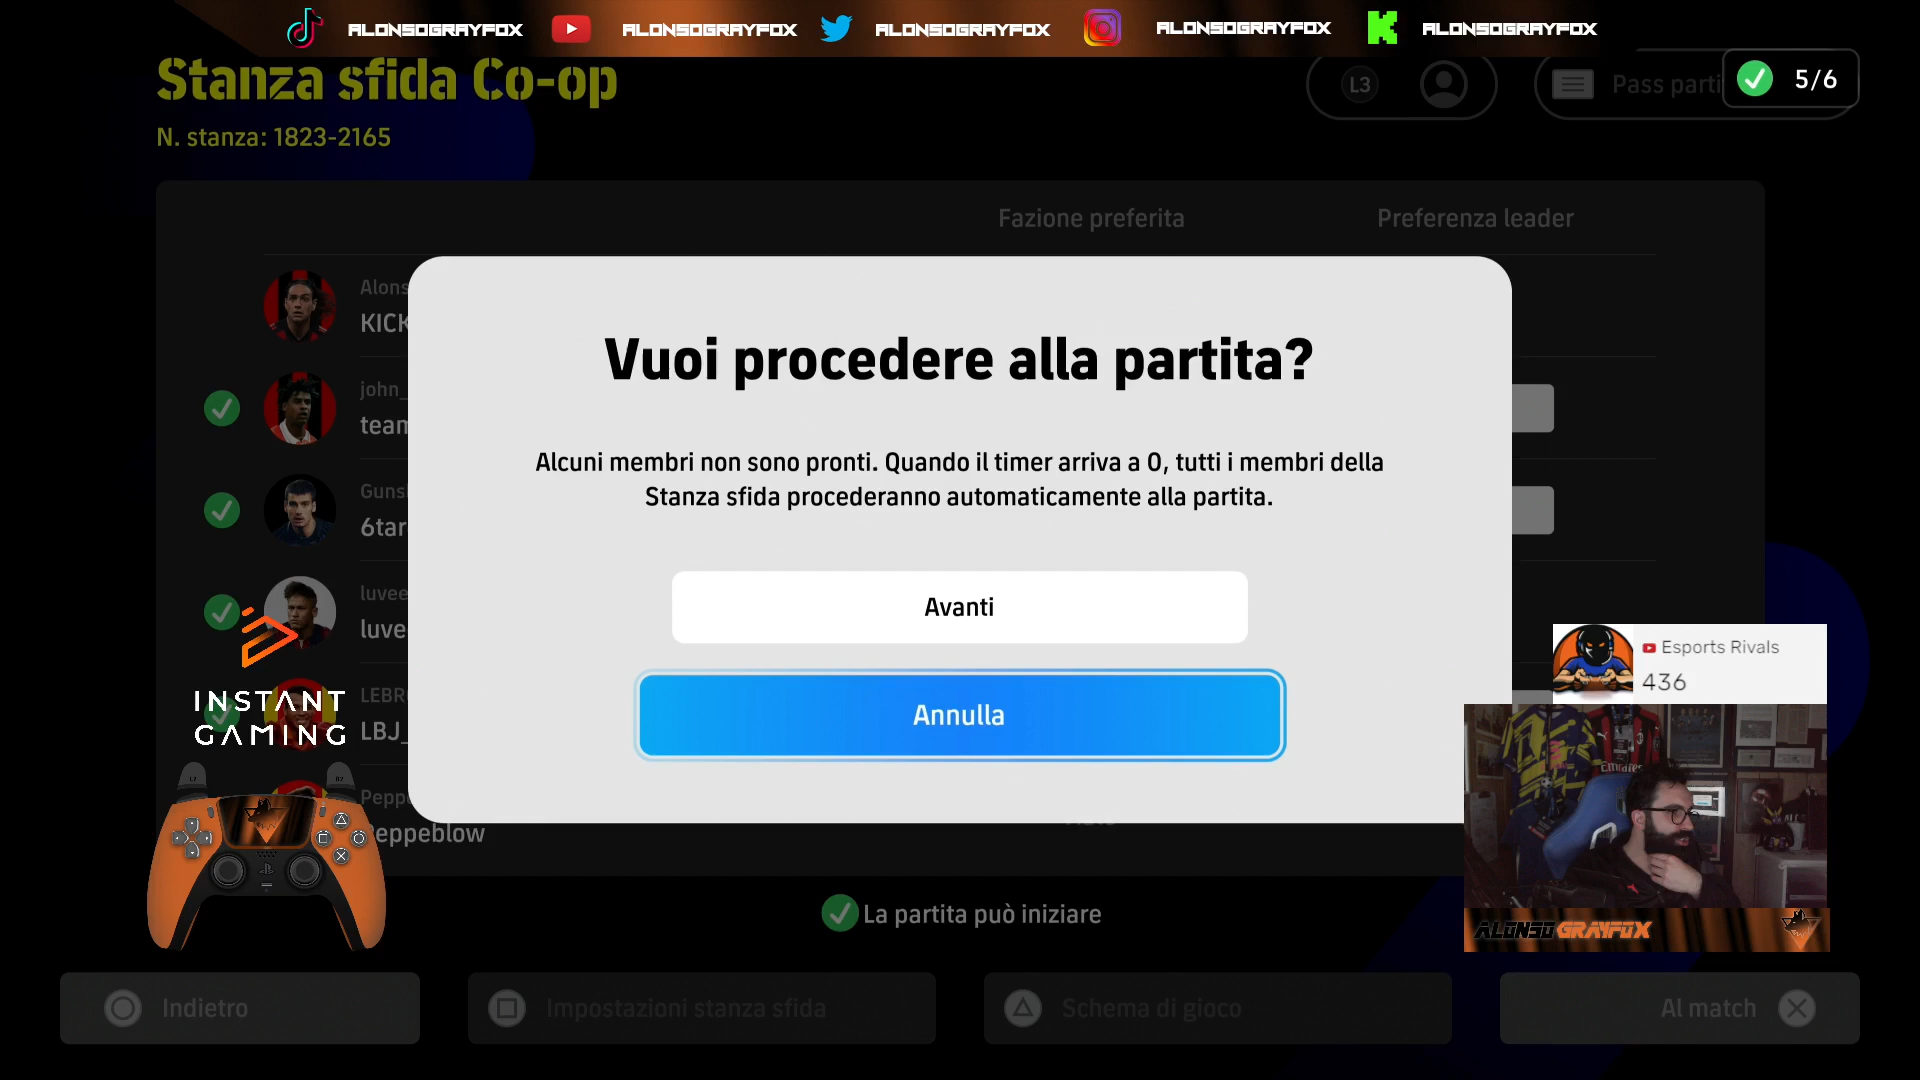 ALONSOGRAYFOX
ALONSOGRAYFOX
ALONSOGRAYFOX
ALONSOGRAYFOX
ALONSOGRAYFOX
Stanza sfida Co-op
N. stanza: 1823-2165
L3
Pass parti
5/6
Fazione preferita
Preferenza leader
Alons
KICK
john_
team
Guns
6tar
luvee
luve
LEBR
LBJ_
Pepp
Peppeblow
Vuoi procedere alla partita?
Alcuni membri non sono pronti. Quando il timer arriva a 0, tutti i membri della
Stanza sfida procederanno automaticamente alla partita.
Avanti
Annulla
INSTANT
GAMING
Esports Rivals
436
Emirates
ALONSOGRAYFOX
La partita può iniziare
Indietro
Impostazioni stanza sfida
Schema di gioco
Al match